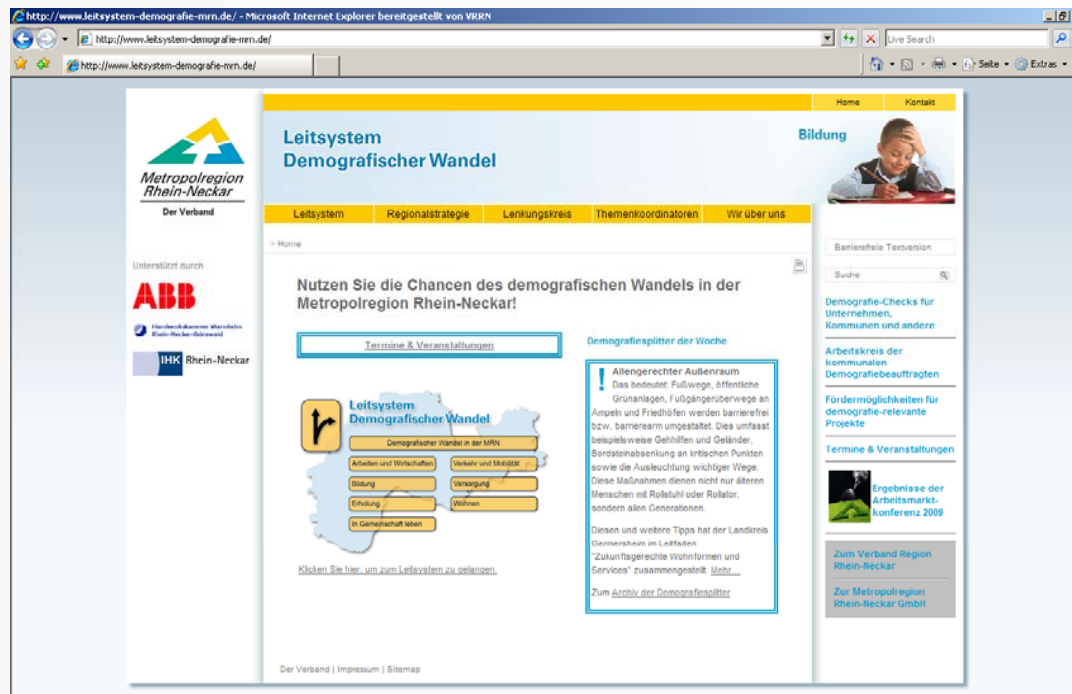 http://www.leitsystem-demografie-mrn.de/ - Microsoft Internet Explorer bereitgestellt von VRRN
http://www.leitsystem-demografie-mrn.de/
Live Search
http://www.leitsystem-demografie-mrn.de/
Seite
Extras
Home
Kontakt
Metropolregion
Rhein-Neckar
Der Verband
Leitsystem
Demografischer Wandel
Bildung
Leitsystem
Regionalstrategie
Lenkungskreis
Themenkoordinatoren
Wir über uns
> Home
Unterstützt durch
ABB
Handwerkskammer Mannheim
Rhein-Neckar-Odenwald
IHK Rhein-Neckar
Nutzen Sie die Chancen des demografischen Wandels in der
Metropolregion Rhein-Neckar!
Termine & Veranstaltungen
Leitsystem
Demografischer Wandel
Demografischer Wandel in der MRN
Arbeiten und Wirtschaften
Verkehr und Mobilität
Bildung
Versorgung
Erholung
Wohnen
In Gemeinschaft leben
Klicken Sie hier, um zum Leitsystem zu gelangen.
Demografiesplitter der Woche
! Allengerechter Außenraum
Das bedeutet: Fußwege, öffentliche
Grünanlagen, Fußgängerüberwege an
Ampeln und Friedhöfen werden barrierefrei
bzw. barrierearm umgestaltet. Dies umfasst
beispielsweise Gehhilfen und Geländer,
Bordsteinabsenkung an kritischen Punkten
sowie die Ausleuchtung wichtiger Wege.
Diese Maßnahmen dienen nicht nur älteren
Menschen mit Rollstuhl oder Rollator,
sondern allen Generationen.
Diesen und weitere Tipps hat der Landkreis
Germersheim im Leitfaden
"Zukunftsgerechte Wohnformen und
Services" zusammengestellt. Mehr...
Zum Archiv der Demografiesplitter
Barrierefreie Textversion
Suche
Demografie-Checks für
Unternehmen,
Kommunen und andere
Arbeitskreis der
kommunalen
Demografiebeauftragten
Fördermöglichkeiten für
demografie-relevante
Projekte
Termine & Veranstaltungen
Ergebnisse der
Arbeitsmarkt-
konferenz 2009
Zum Verband Region
Rhein-Neckar
Zur Metropolregion
Rhein-Neckar GmbH
Der Verband | Impressum | Sitemap